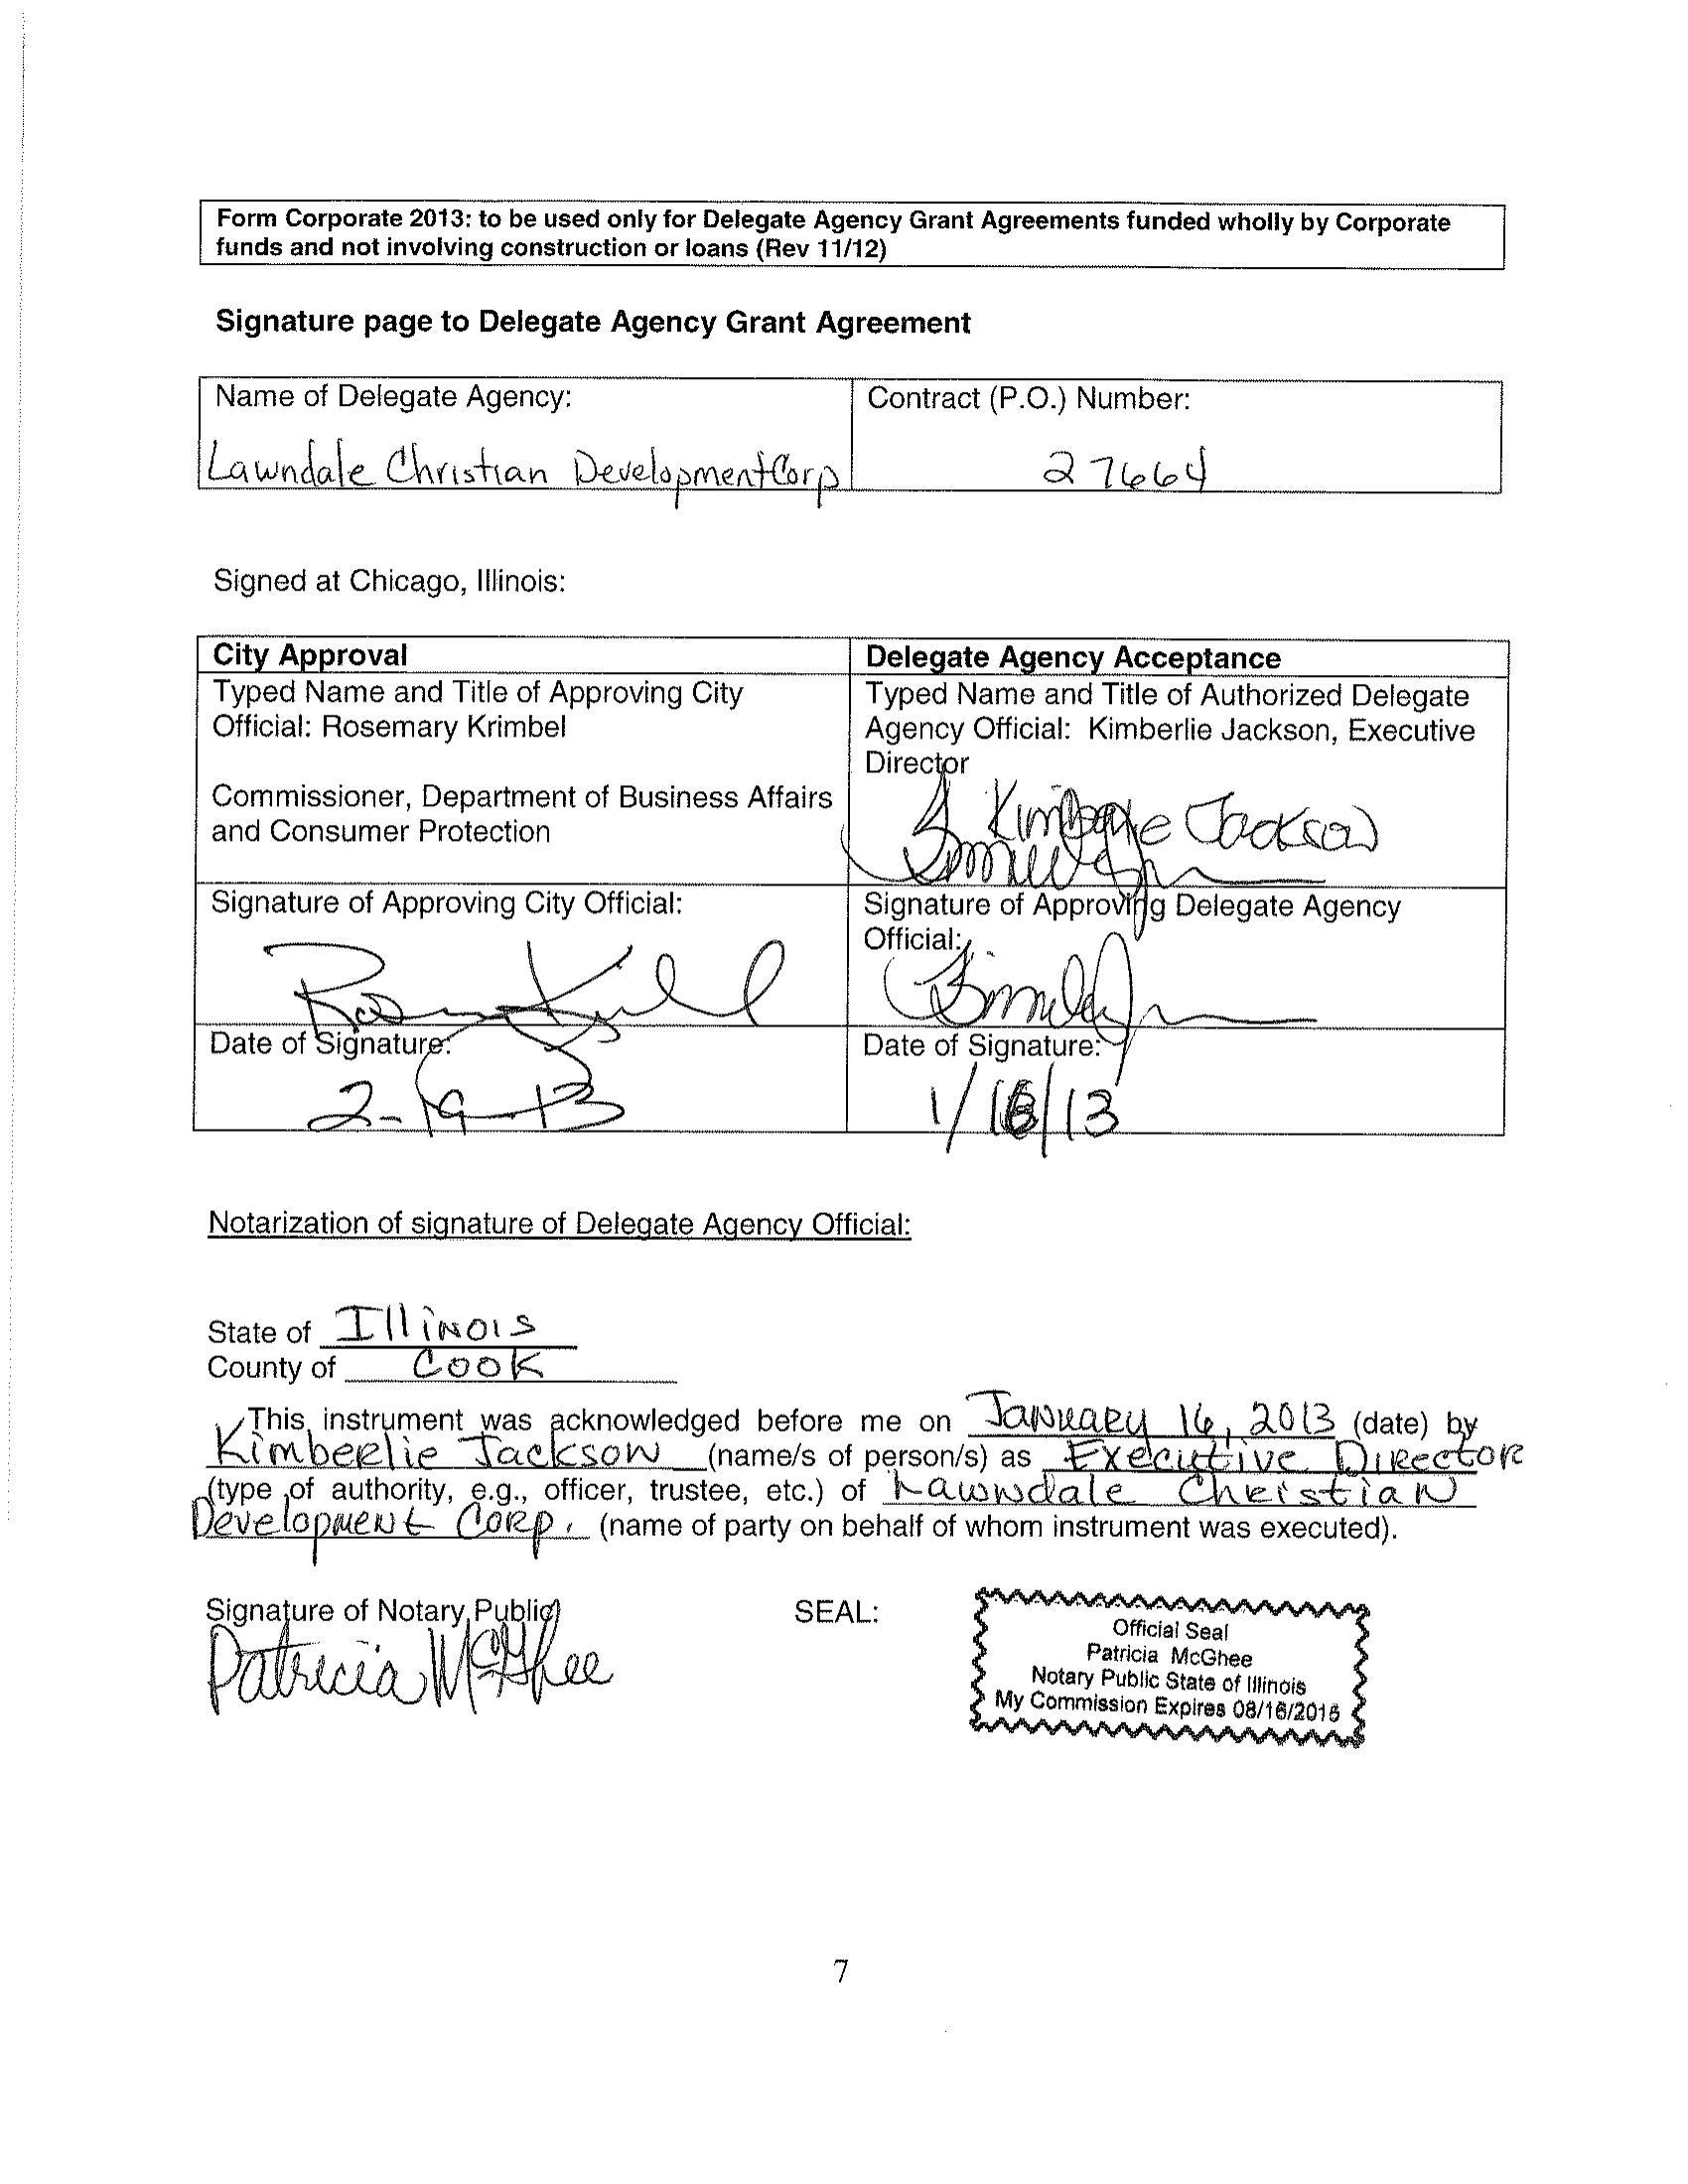 Form Corporate 2013: to be used only for Delegate Agency Grant Agreements funded wholly by Corporate
funds and not involving construction or loans (Rev 11/12)
Signature page to Delegate Agency Grant Agreement
Name of Delegate Agency:
Lawndale Christian Development Corp
Contract (P.O.) Number:
27664
Signed at Chicago, Illinois:
City Approval
Typed Name and Title of Approving City
Official: Rosemary Krimbel
Commissioner, Department of Business Affairs
and Consumer Protection
Delegate Agency Acceptance
Typed Name and Title of Authorized Delegate
Agency Official: Kimberlie Jackson, Executive
Director
Kimberlie Jackson
Signature of Approving City Official:
Signature of Approving Delegate Agency
Official:
Date of Signature:
2-19-13
Date of Signature:
1/16/13
Notarization of signature of Delegate Agency Official:
State of Illinois
County of Cook
This instrument was acknowledged before me on January 16, 2013 (date) by
Kimberlie Jackson (name/s of person/s) as Executive Director
(type of authority, e.g., officer, trustee, etc.) of Lawndale Christian
Development Corp. (name of party on behalf of whom instrument was executed).
Signature of Notary Public
Patricia McGhee
SEAL:
Official Seal
Patricia McGhee
Notary Public State of Illinois
My Commission Expires 08/16/2015
7